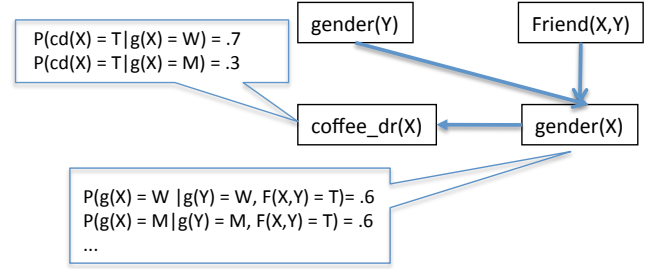 P(cd(X) = T|g(X) = W) = .7
P(cd(X) = T|g(X) = M) = .3
gender(Y)
Friend(X,Y)
coffee_dr(X)
gender(X)
P(g(X) = W |g(Y) = W, F(X,Y) = T)= .6
P(g(X) = M|g(Y) = M, F(X,Y) = T) = .6
...